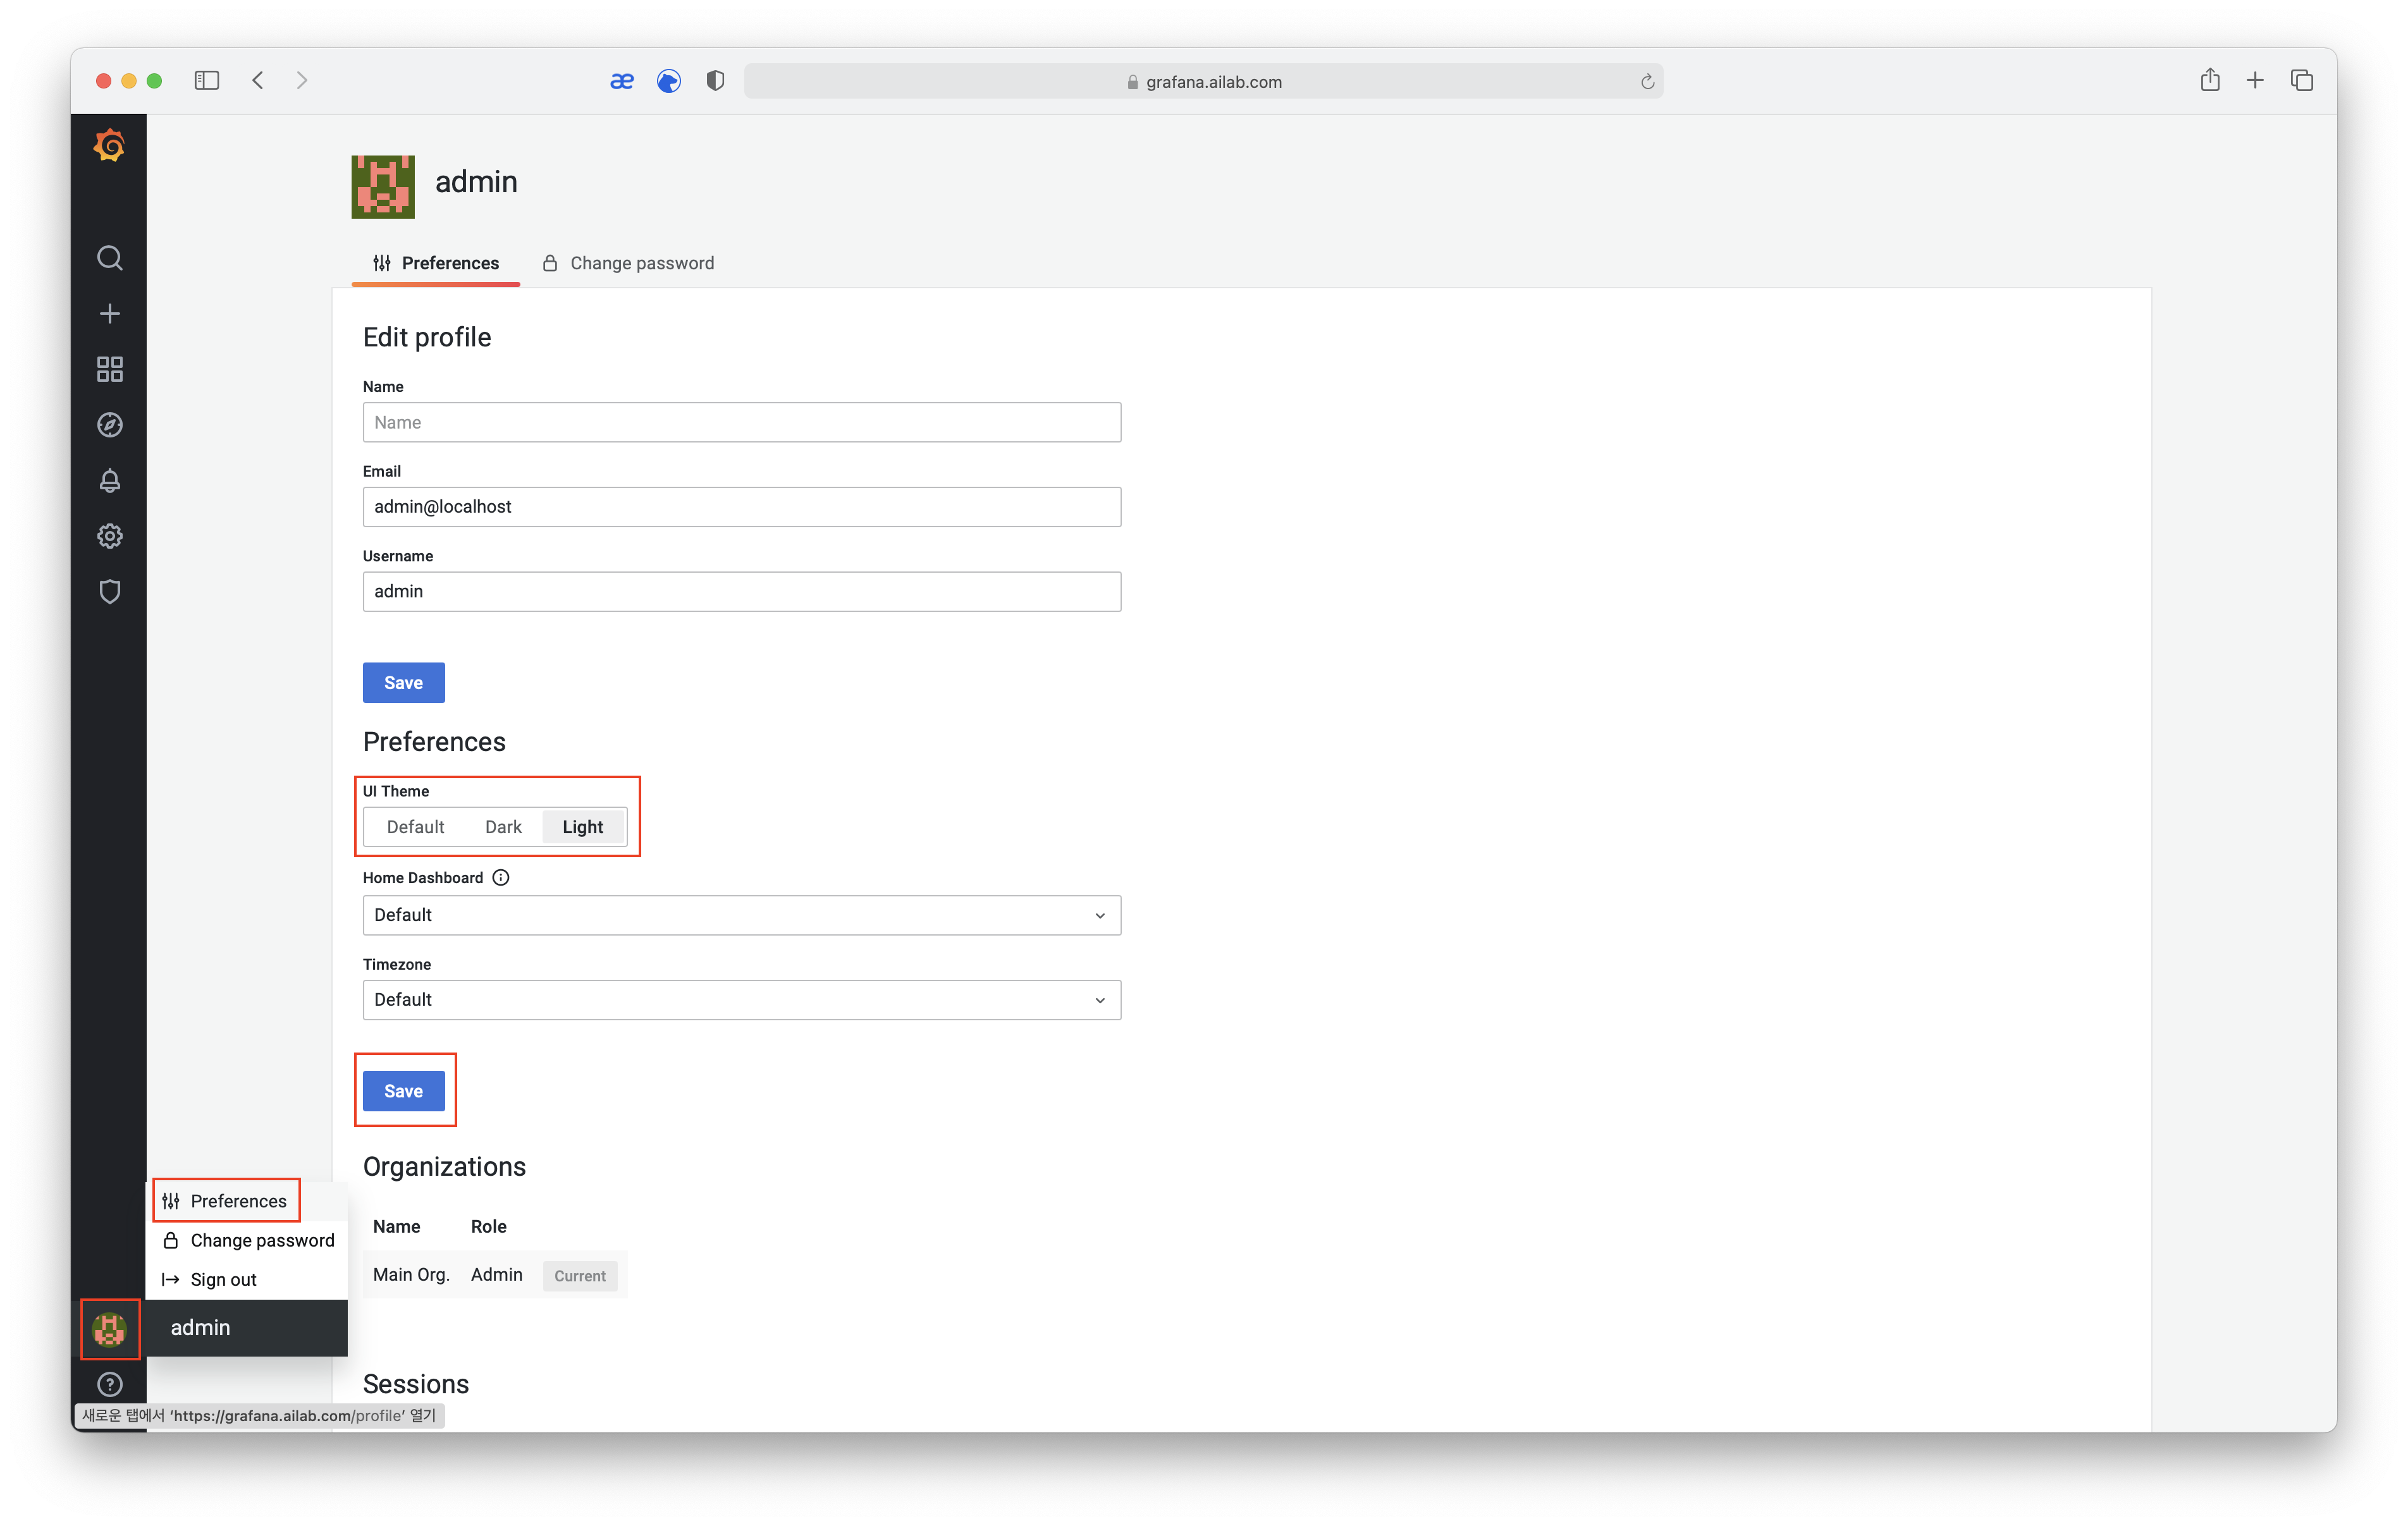 æ
grafana.ailab.com
admin
Preferences
Change password
Edit profile
Name
Name
Email
admin@localhost
Username
admin
Save
Preferences
UI Theme
Default Dark Light
Home Dashboard
Default
Timezone
Default
Save
Organizations
Name Role
Main Org. Admin Current
Sessions
Preferences
Change password
Sign out
admin
새로운 탭에서 ‘https://grafana.ailab.com/profile’ 열기